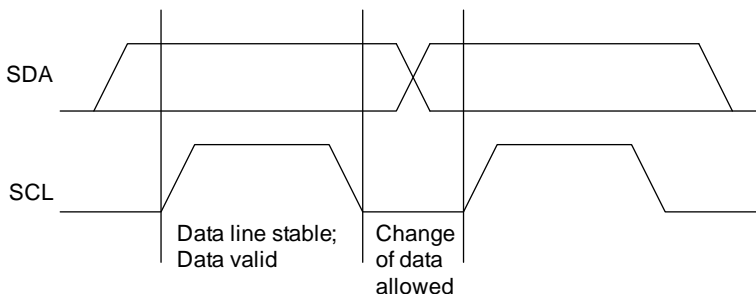 SDA
SCL
Data line stable;
Data valid
Change
of data
allowed